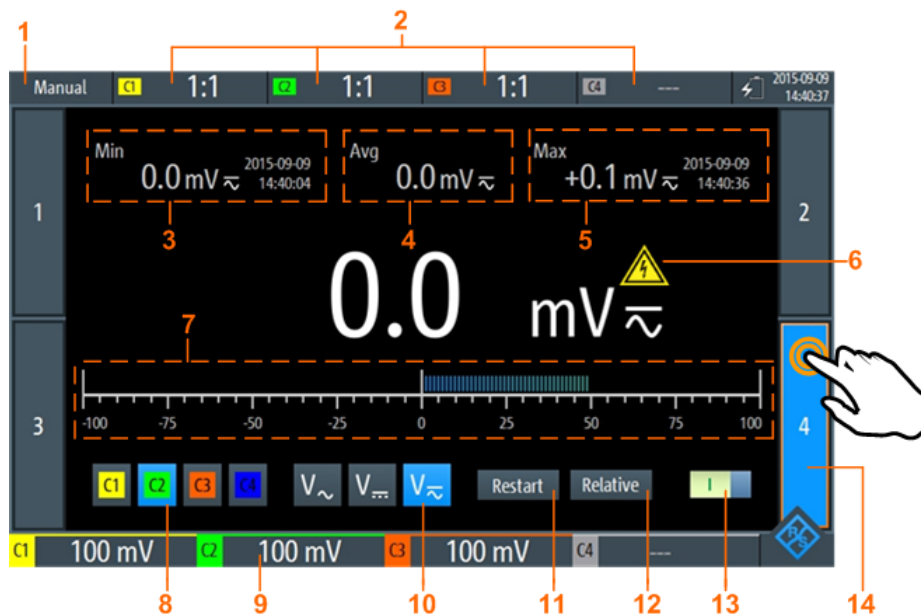 1
2
Manual C1 1:1 C2 1:1 C3 1:1 C4 --- 2015-09-09
14:40:37
Min
0.0 mV 2015-09-09
14:40:04
Avg
0.0 mV
Max
+0.1 mV 2015-09-09
14:40:36
3
4
5
1
2
6
0.0 mV
7
-100 -75 -50 -25 0 25 50 75 100
3
4
C1 C2 C3 C4 V V V Restart Relative I
R&S
C1 100 mV C2 100 mV C3 100 mV C4 ---
8
9
10
11
12
13
14